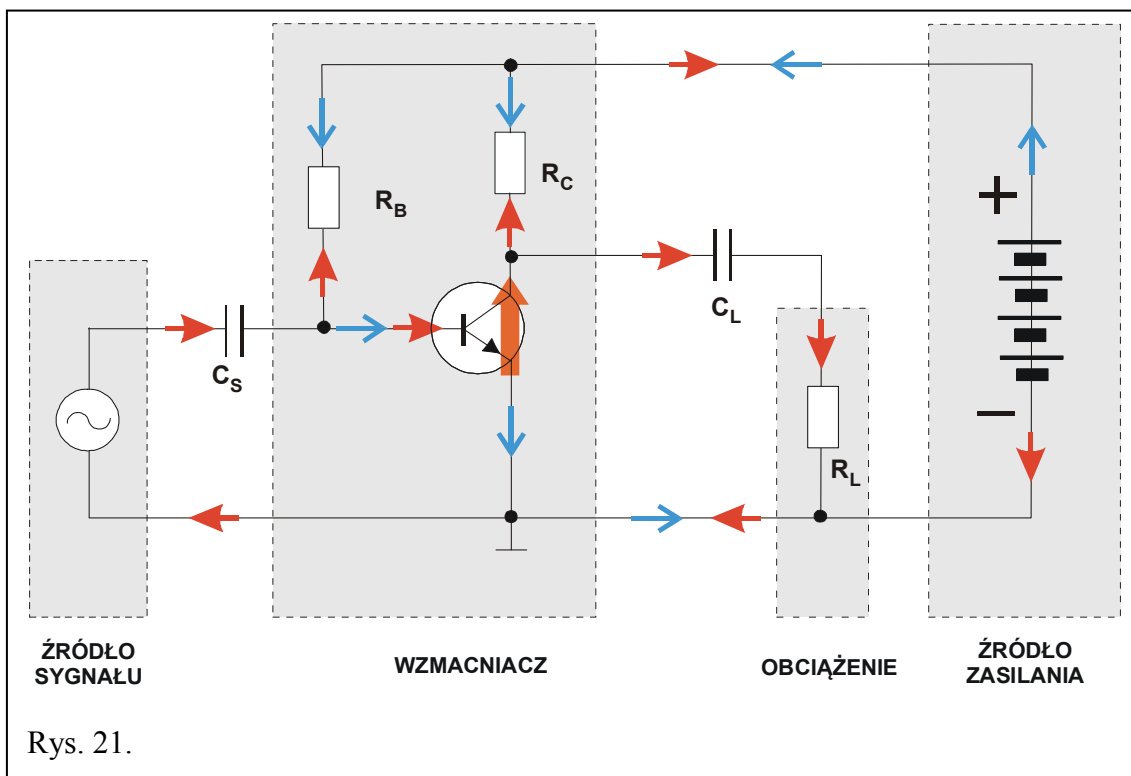 R_C
R_B
+
C_L
C_S
−
R_L
ŹRÓDŁO
SYGNAŁU
WZMACNIACZ
OBCIĄŻENIE
ŹRÓDŁO
ZASILANIA
Rys. 21.